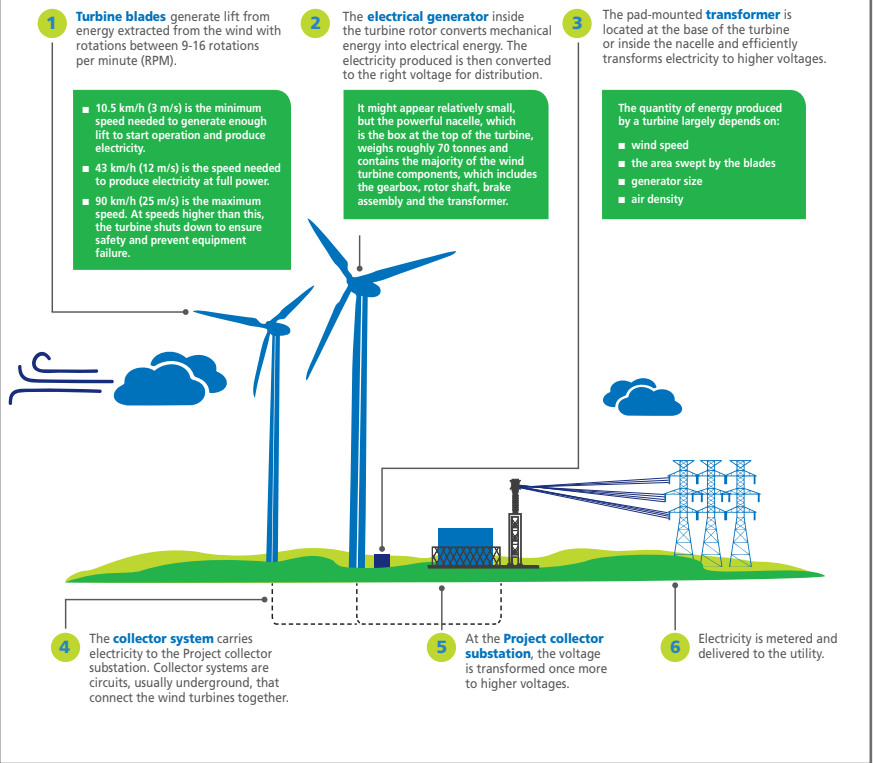 1
Turbine blades generate lift from
energy extracted from the wind with
rotations between 9-16 rotations
per minute (RPM).
■ 10.5 km/h (3 m/s) is the minimum
speed needed to generate enough
lift to start operation and produce
electricity.
■ 43 km/h (12 m/s) is the speed needed
to produce electricity at full power.
■ 90 km/h (25 m/s) is the maximum
speed. At speeds higher than this,
the turbine shuts down to ensure
safety and prevent equipment
failure.
2
The electrical generator inside
the turbine rotor converts mechanical
energy into electrical energy. The
electricity produced is then converted
to the right voltage for distribution.
It might appear relatively small,
but the powerful nacelle, which
is the box at the top of the turbine,
weighs roughly 70 tonnes and
contains the majority of the wind
turbine components, which includes
the gearbox, rotor shaft, brake
assembly and the transformer.
3
The pad-mounted transformer is
located at the base of the turbine
or inside the nacelle and efficiently
transforms electricity to higher voltages.
The quantity of energy produced
by a turbine largely depends on:
■ wind speed
■ the area swept by the blades
■ generator size
■ air density
4
The collector system carries
electricity to the Project collector
substation. Collector systems are
circuits, usually underground, that
connect the wind turbines together.
5
At the Project collector
substation, the voltage
is transformed once more
to higher voltages.
6
Electricity is metered and
delivered to the utility.